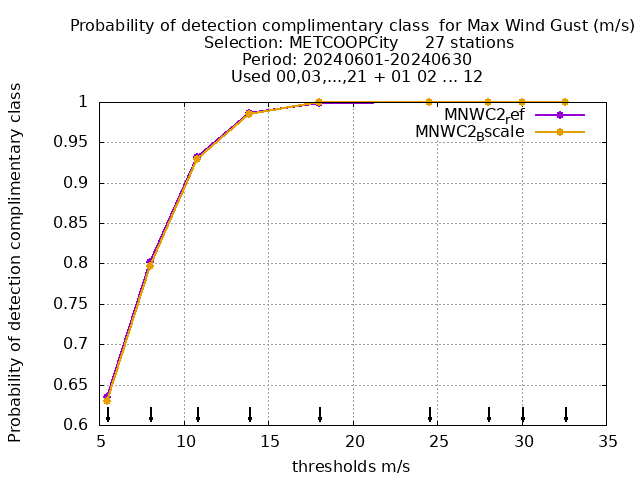 Probability of detection complimentary class  for Max Wind Gust (m/s)
Selection: METCOOPCity     27 stations
Period: 20240601-20240630
Used 00,03,...,21 + 01 02 ... 12
Probability of detection complimentary class
1
0.95
0.9
0.85
0.8
0.75
0.7
0.65
0.6
MNWC2ref
MNWC2Bscale
5 10 15 20 25 30 35
thresholds m/s